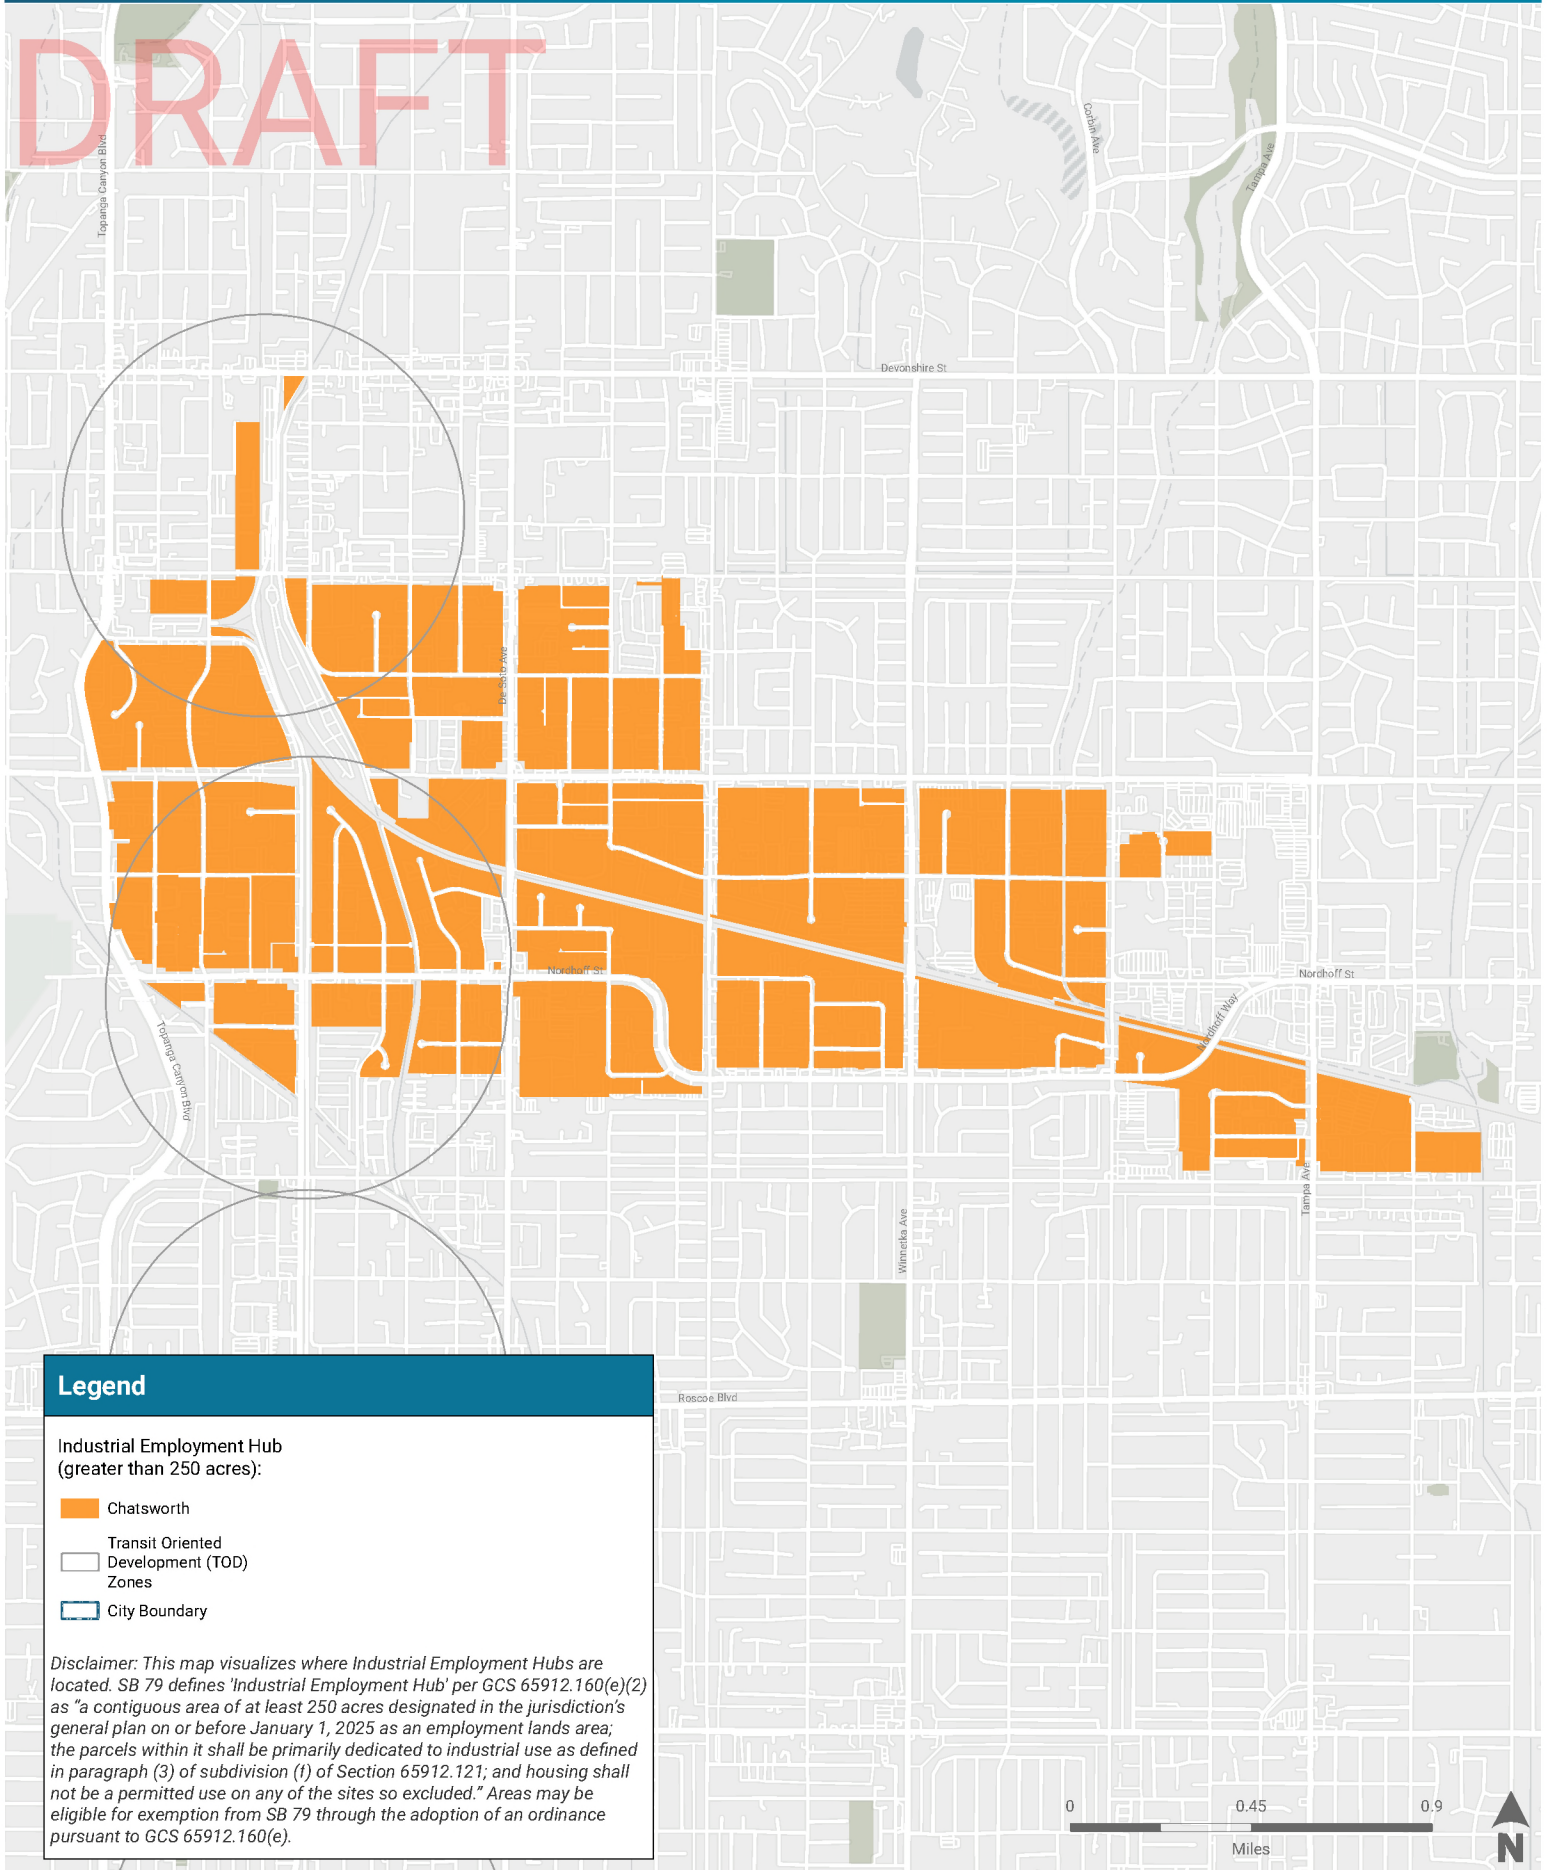 DRAFT
Topanga Canyon Blvd
Corbin Ave
Tampa Ave
Devonshire St
De Soto Ave
Nordhoff St
Nordhoff St
Nordhoff Way
Topanga Canyon Blvd
Tampa Ave
Winnetka Ave
Roscoe Blvd
Legend
Industrial Employment Hub
(greater than 250 acres):
Chatsworth
Transit Oriented
Development (TOD)
Zones
City Boundary
Disclaimer: This map visualizes where Industrial Employment Hubs are
located. SB 79 defines 'Industrial Employment Hub' per GCS 65912.160(e)(2)
as “a contiguous area of at least 250 acres designated in the jurisdiction’s
general plan on or before January 1, 2025 as an employment lands area;
the parcels within it shall be primarily dedicated to industrial use as defined
in paragraph (3) of subdivision (f) of Section 65912.121; and housing shall
not be a permitted use on any of the sites so excluded.” Areas may be
eligible for exemption from SB 79 through the adoption of an ordinance
pursuant to GCS 65912.160(e).
0 0.45 0.9
Miles
N